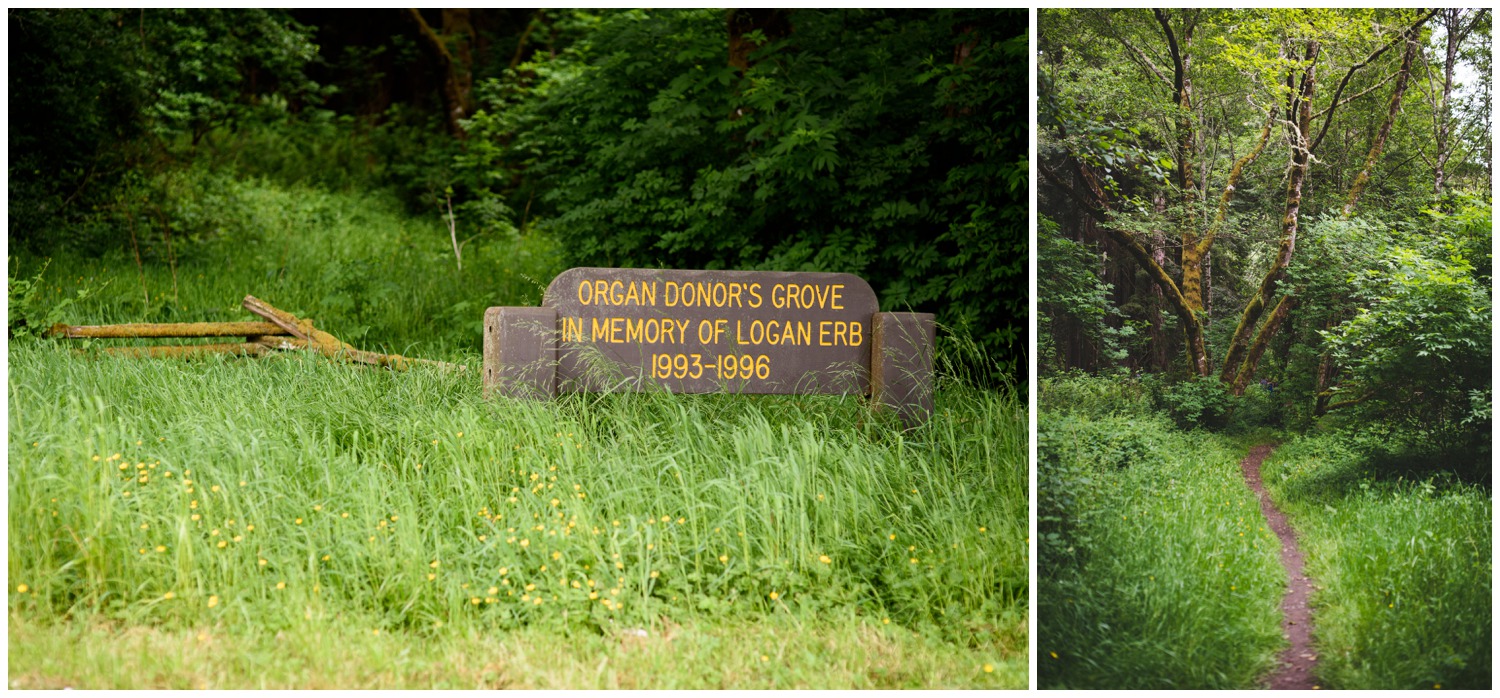 ORGAN DONOR'S GROVE
IN MEMORY OF LOGAN ERB
1993-1996